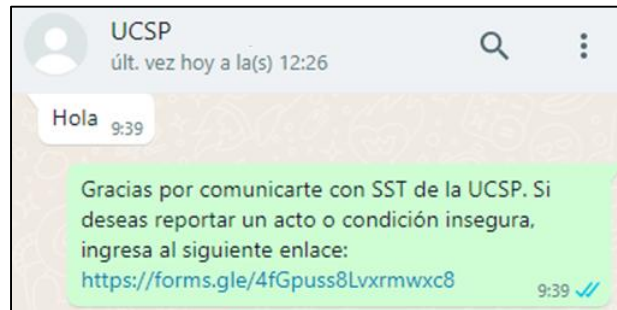 UCSP
últ. vez hoy a la(s) 12:26
Hola 9:39
Gracias por comunicarte con SST de la UCSP. Si
deseas reportar un acto o condición insegura,
ingresa al siguiente enlace:
https://forms.gle/4fGpuss8Lvxrmwxc8
9:39